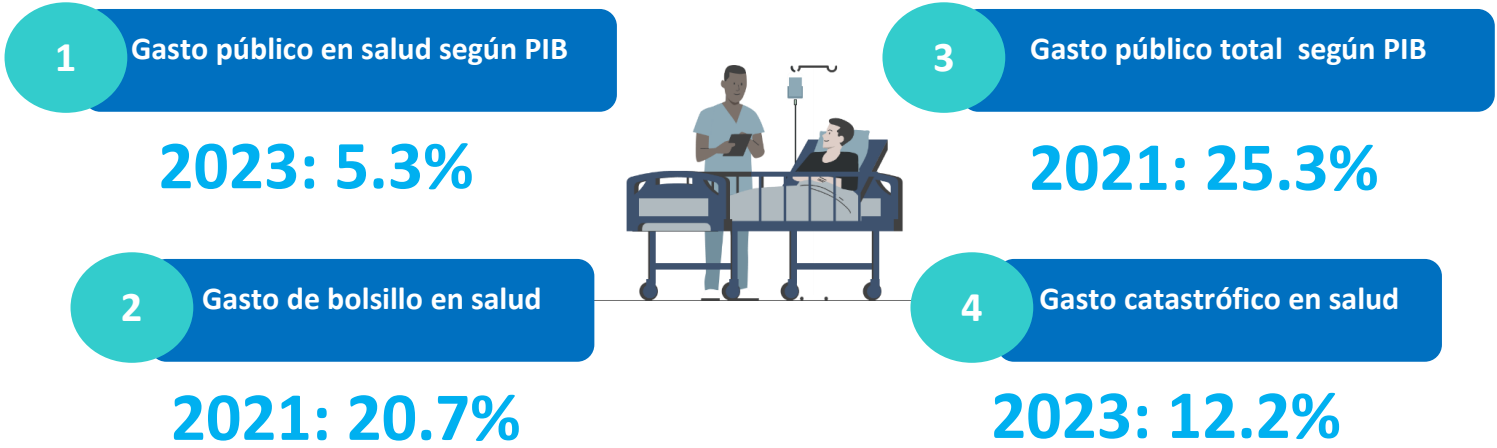 1
Gasto público en salud según PIB
2023: 5.3%
2
Gasto de bolsillo en salud
2021: 20.7%
3
Gasto público total según PIB
2021: 25.3%
4
Gasto catastrófico en salud
2023: 12.2%